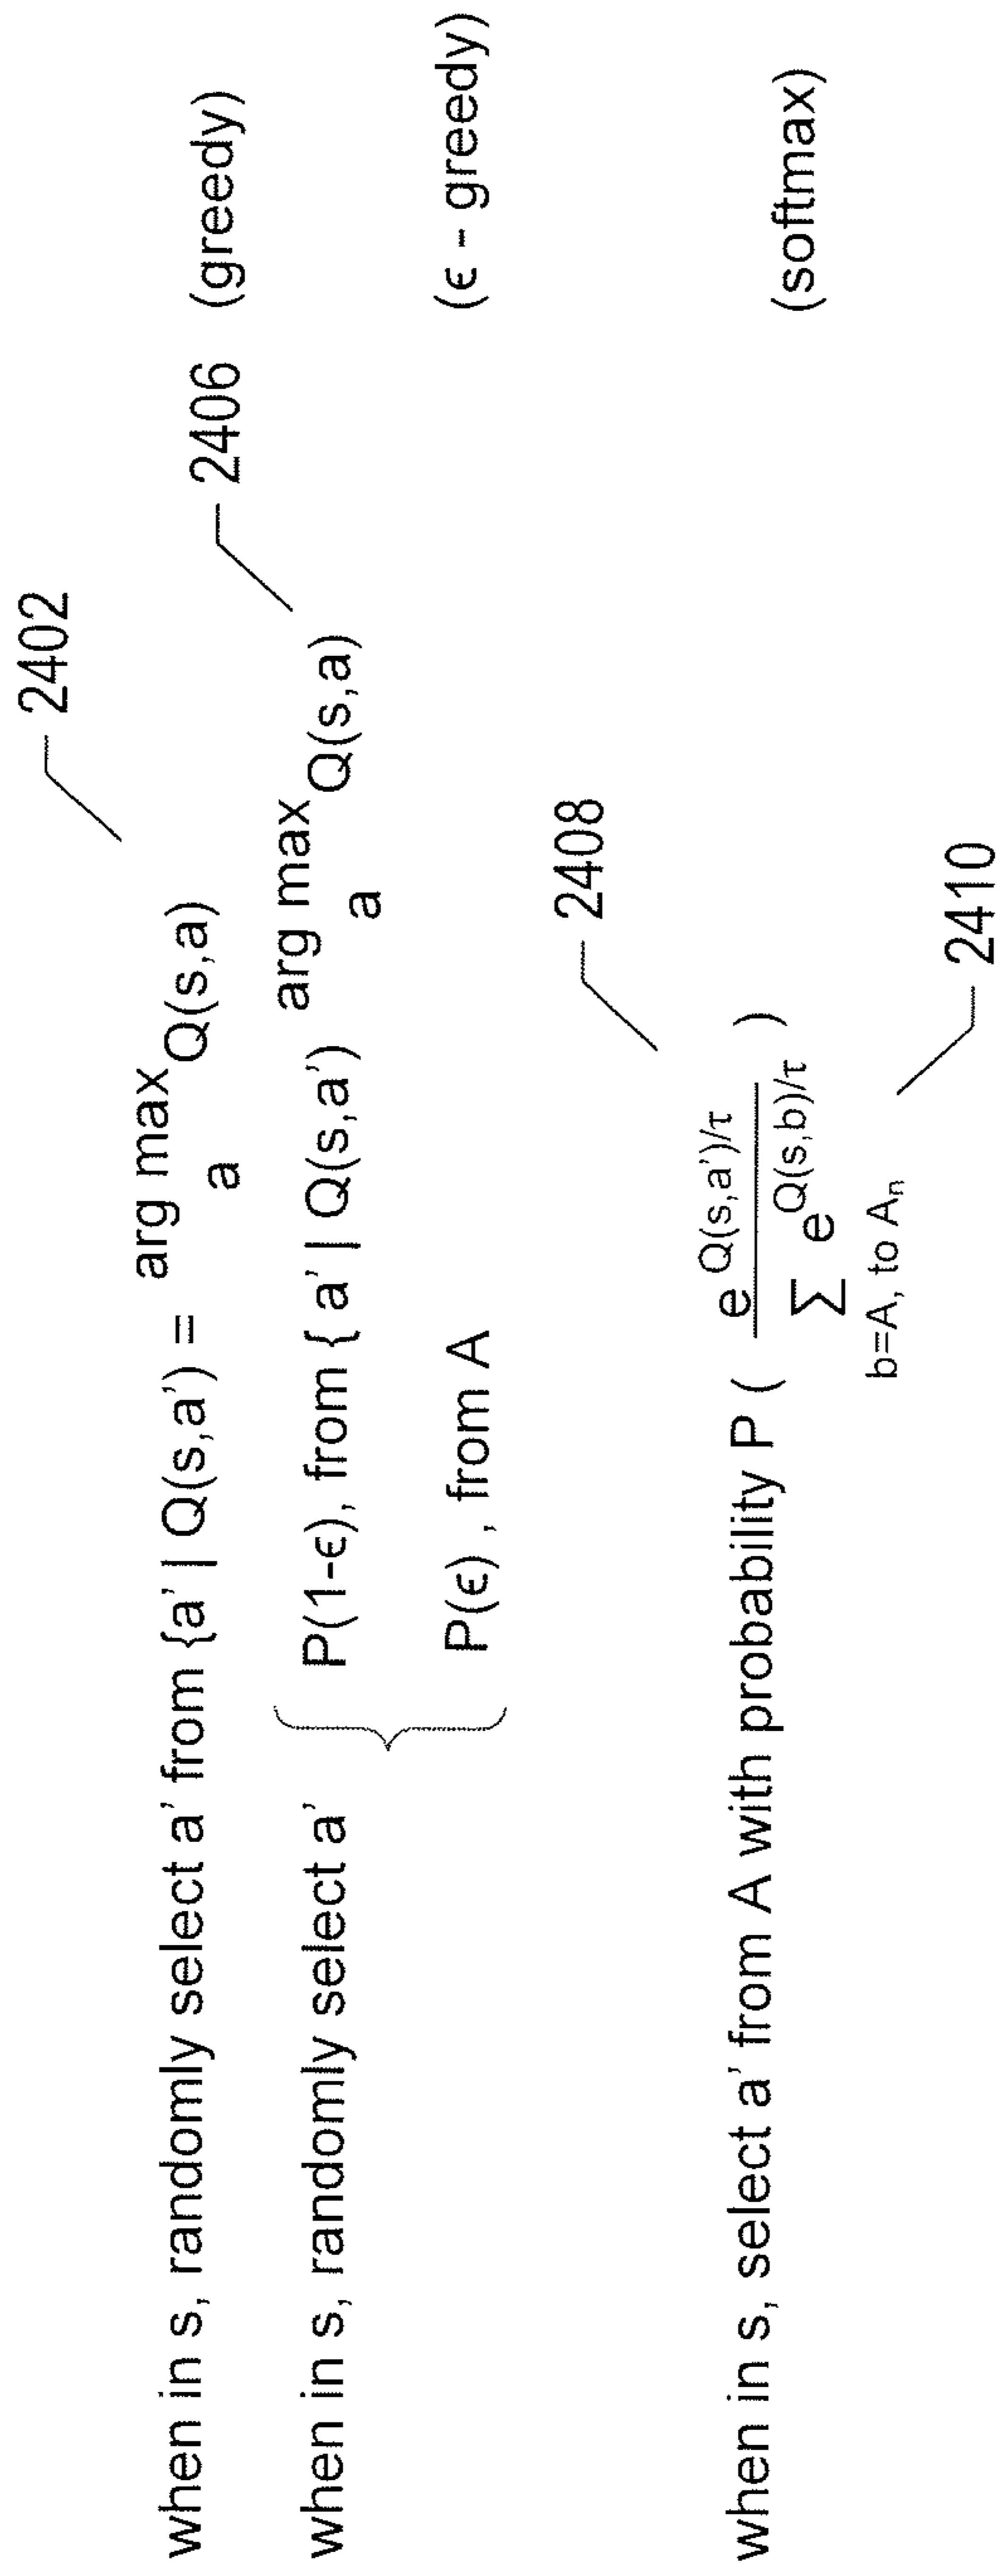 2402
when in s, randomly select a' from {a' | Q(s,a') = arg max Q(s,a) 2406 (greedy)
a
when in s, randomly select a' { P(1-ϵ), from { a' | Q(s,a') arg max Q(s,a)
a
P(ϵ) , from A (ϵ - greedy)
2408
when in s, select a' from A with probability P ( e^Q(s,a')/τ / Σ e^Q(s,b)/τ ) (softmax)
b=A, to Aₙ
2410